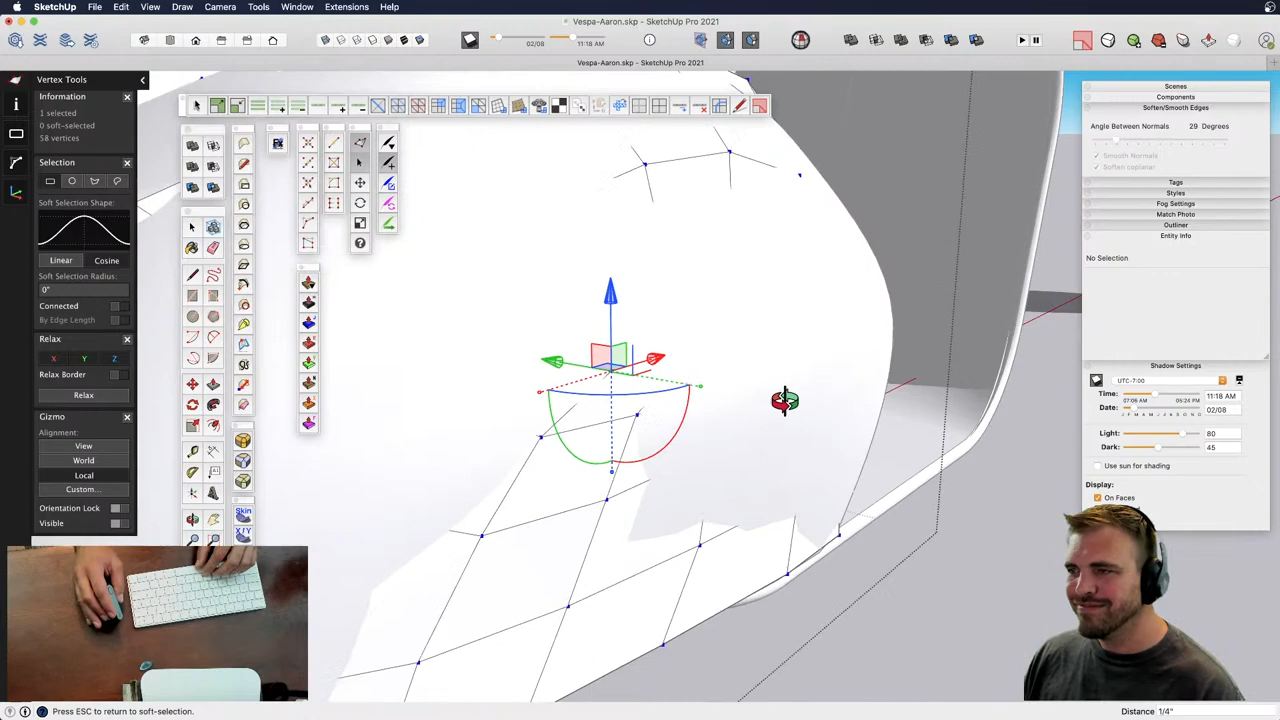 SketchUp File Edit View Draw Camera Tools Window Extensions Help
Vespa-Aaron.skp - SketchUp Pro 2021
02/08 11:18 AM
Vespa-Aaron.skp - SketchUp Pro 2021
Vertex Tools
Information
1 selected
0 soft-selected
58 vertices
Selection
Soft Selection Shape:
Linear Cosine
Soft Selection Radius:
0"
Connected
By Edge Length
Relax
X Y Z
Relax Border
Relax
Gizmo
Alignment:
View
World
Local
Custom...
Orientation Lock
Visible
Skin
X/Y
Scenes
Components
Soften/Smooth Edges
Angle Between Normals 29 Degrees
Smooth Normals
Soften coplanar
Tags
Styles
Fog Settings
Match Photo
Outliner
Entity Info
No Selection
Shadow Settings
UTC-7:00
Time: 11:18 AM
07:06 AM 05:24 PM
Date: 02/08
J F M A M J J A S O N D
Light: 80
Dark: 45
Use sun for shading
Display:
On Faces
Press ESC to return to soft-selection.
Distance 1/4"